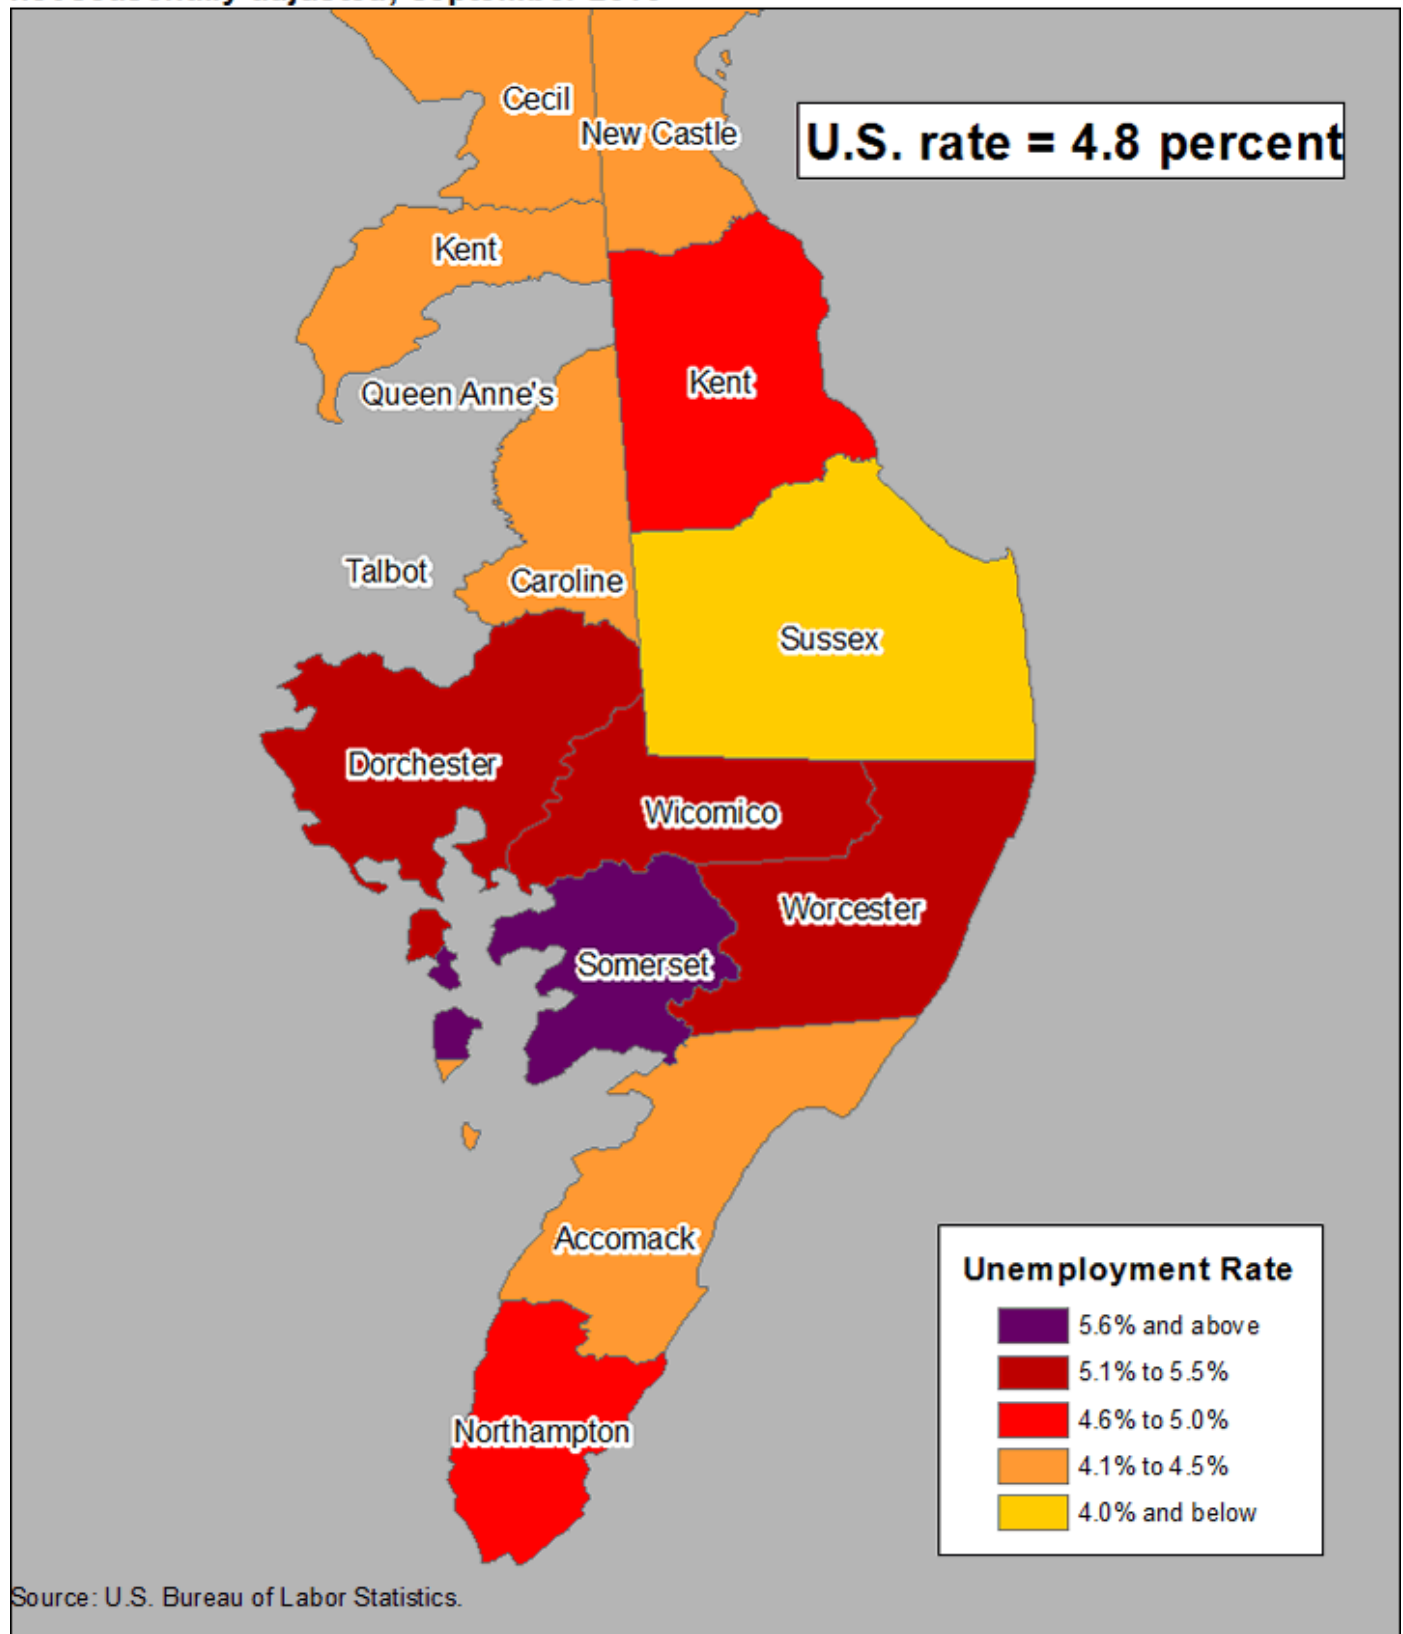 Cecil
New Castle
U.S. rate = 4.8 percent
Kent
Kent
Queen Anne's
Talbot
Caroline
Sussex
Dorchester
Wicomico
Worcester
Somerset
Accomack
Northampton
Unemployment Rate
5.6% and above
5.1% to 5.5%
4.6% to 5.0%
4.1% to 4.5%
4.0% and below
Source: U.S. Bureau of Labor Statistics.